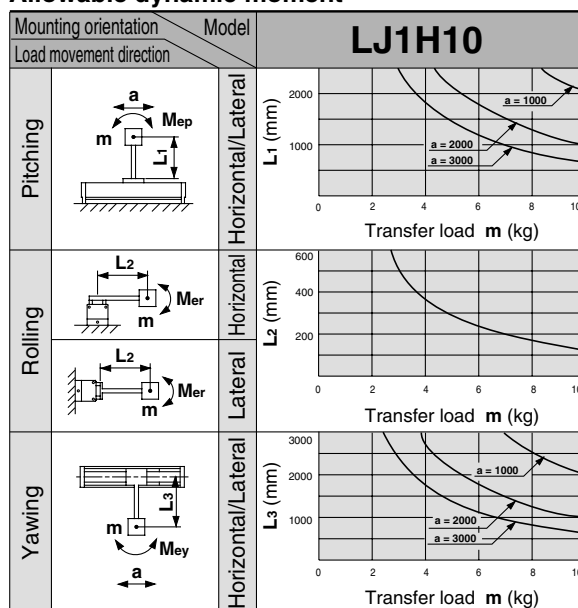 Allowable dynamic moment
Mounting orientation
Model
Load movement direction
LJ1H10
Pitching
a
Mep
m
L1
Horizontal/Lateral
L1 (mm)
2000
1000
a = 1000
a = 2000
a = 3000
0 2 4 6 8 10
Transfer load m (kg)
Rolling
L2
Mer
m
Horizontal
L2
Mer
m
Lateral
L2 (mm)
600
400
200
0 2 4 6 8 10
Transfer load m (kg)
Yawing
L3
m
Mey
a
Horizontal/Lateral
L3 (mm)
3000
2000
1000
a = 1000
a = 2000
a = 3000
0 2 4 6 8 10
Transfer load m (kg)